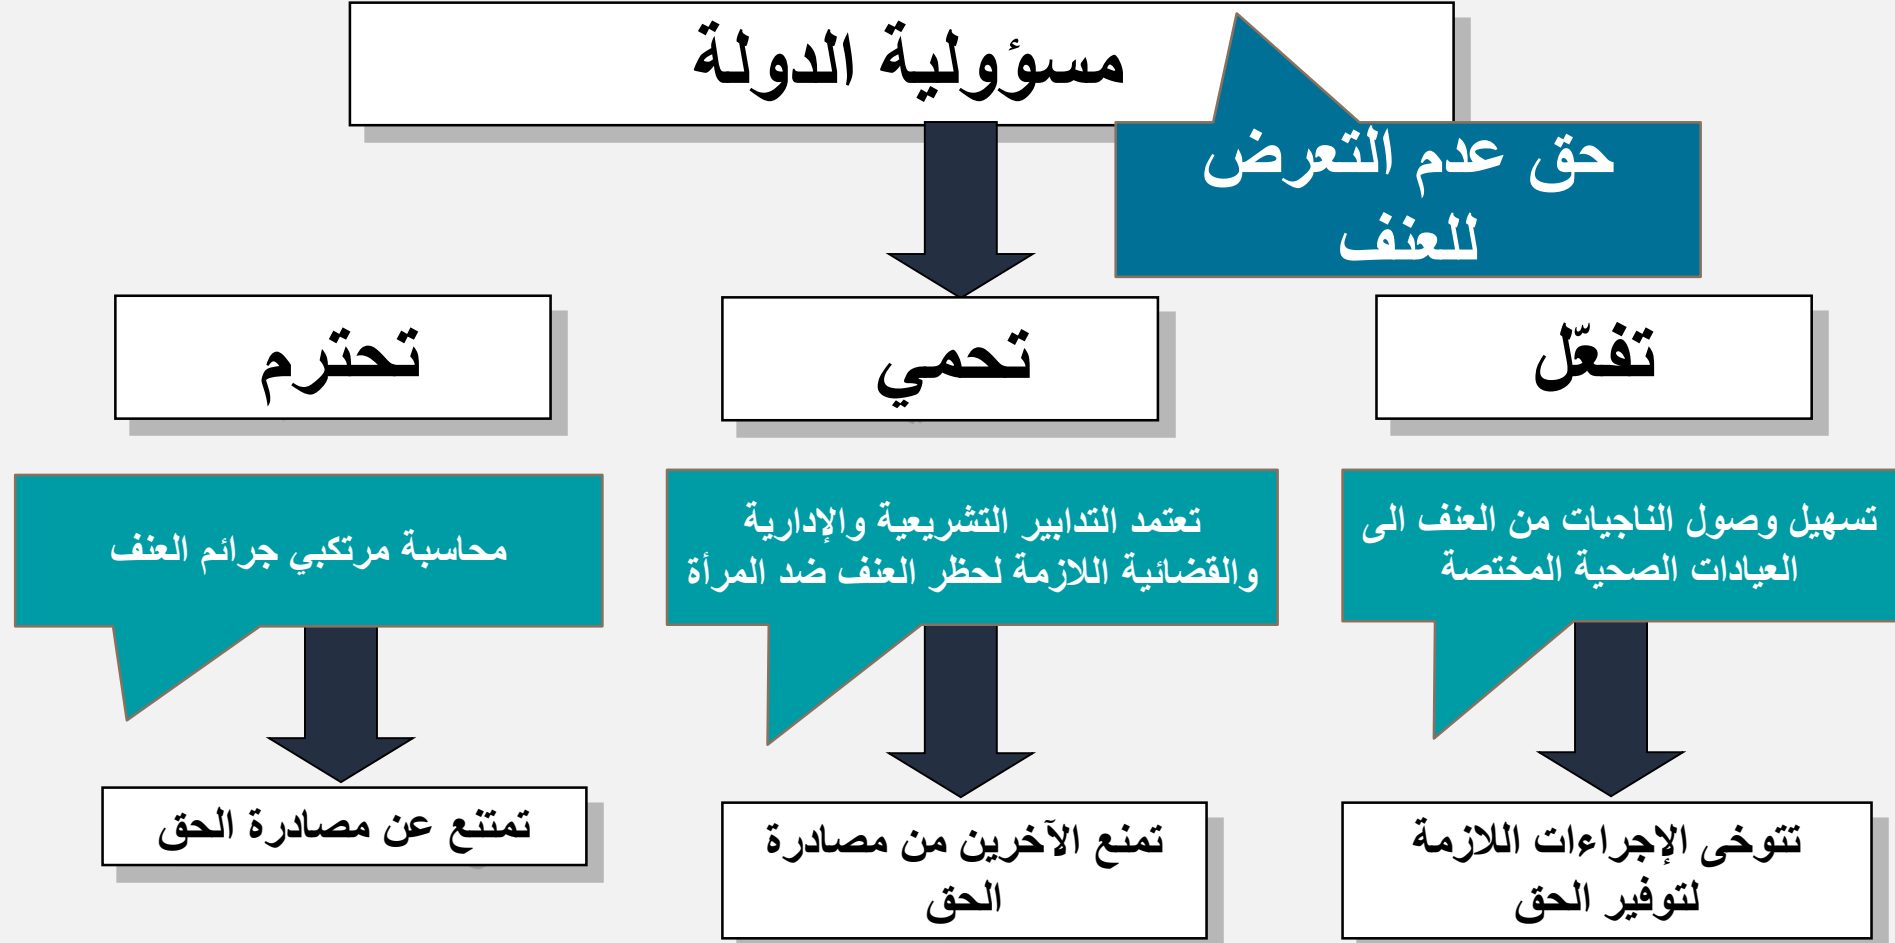 مسؤولية الدولة
حق عدم التعرض
للعنف
تفعّل
تحمي
تحترم
تسهيل وصول الناجيات من العنف الى
العيادات الصحية المختصة
تعتمد التدابير التشريعية والإدارية
والقضائية اللازمة لحظر العنف ضد المرأة
محاسبة مرتكبي جرائم العنف
تتوخى الإجراءات اللازمة
لتوفير الحق
تمنع الآخرين من مصادرة
الحق
تمتنع عن مصادرة الحق